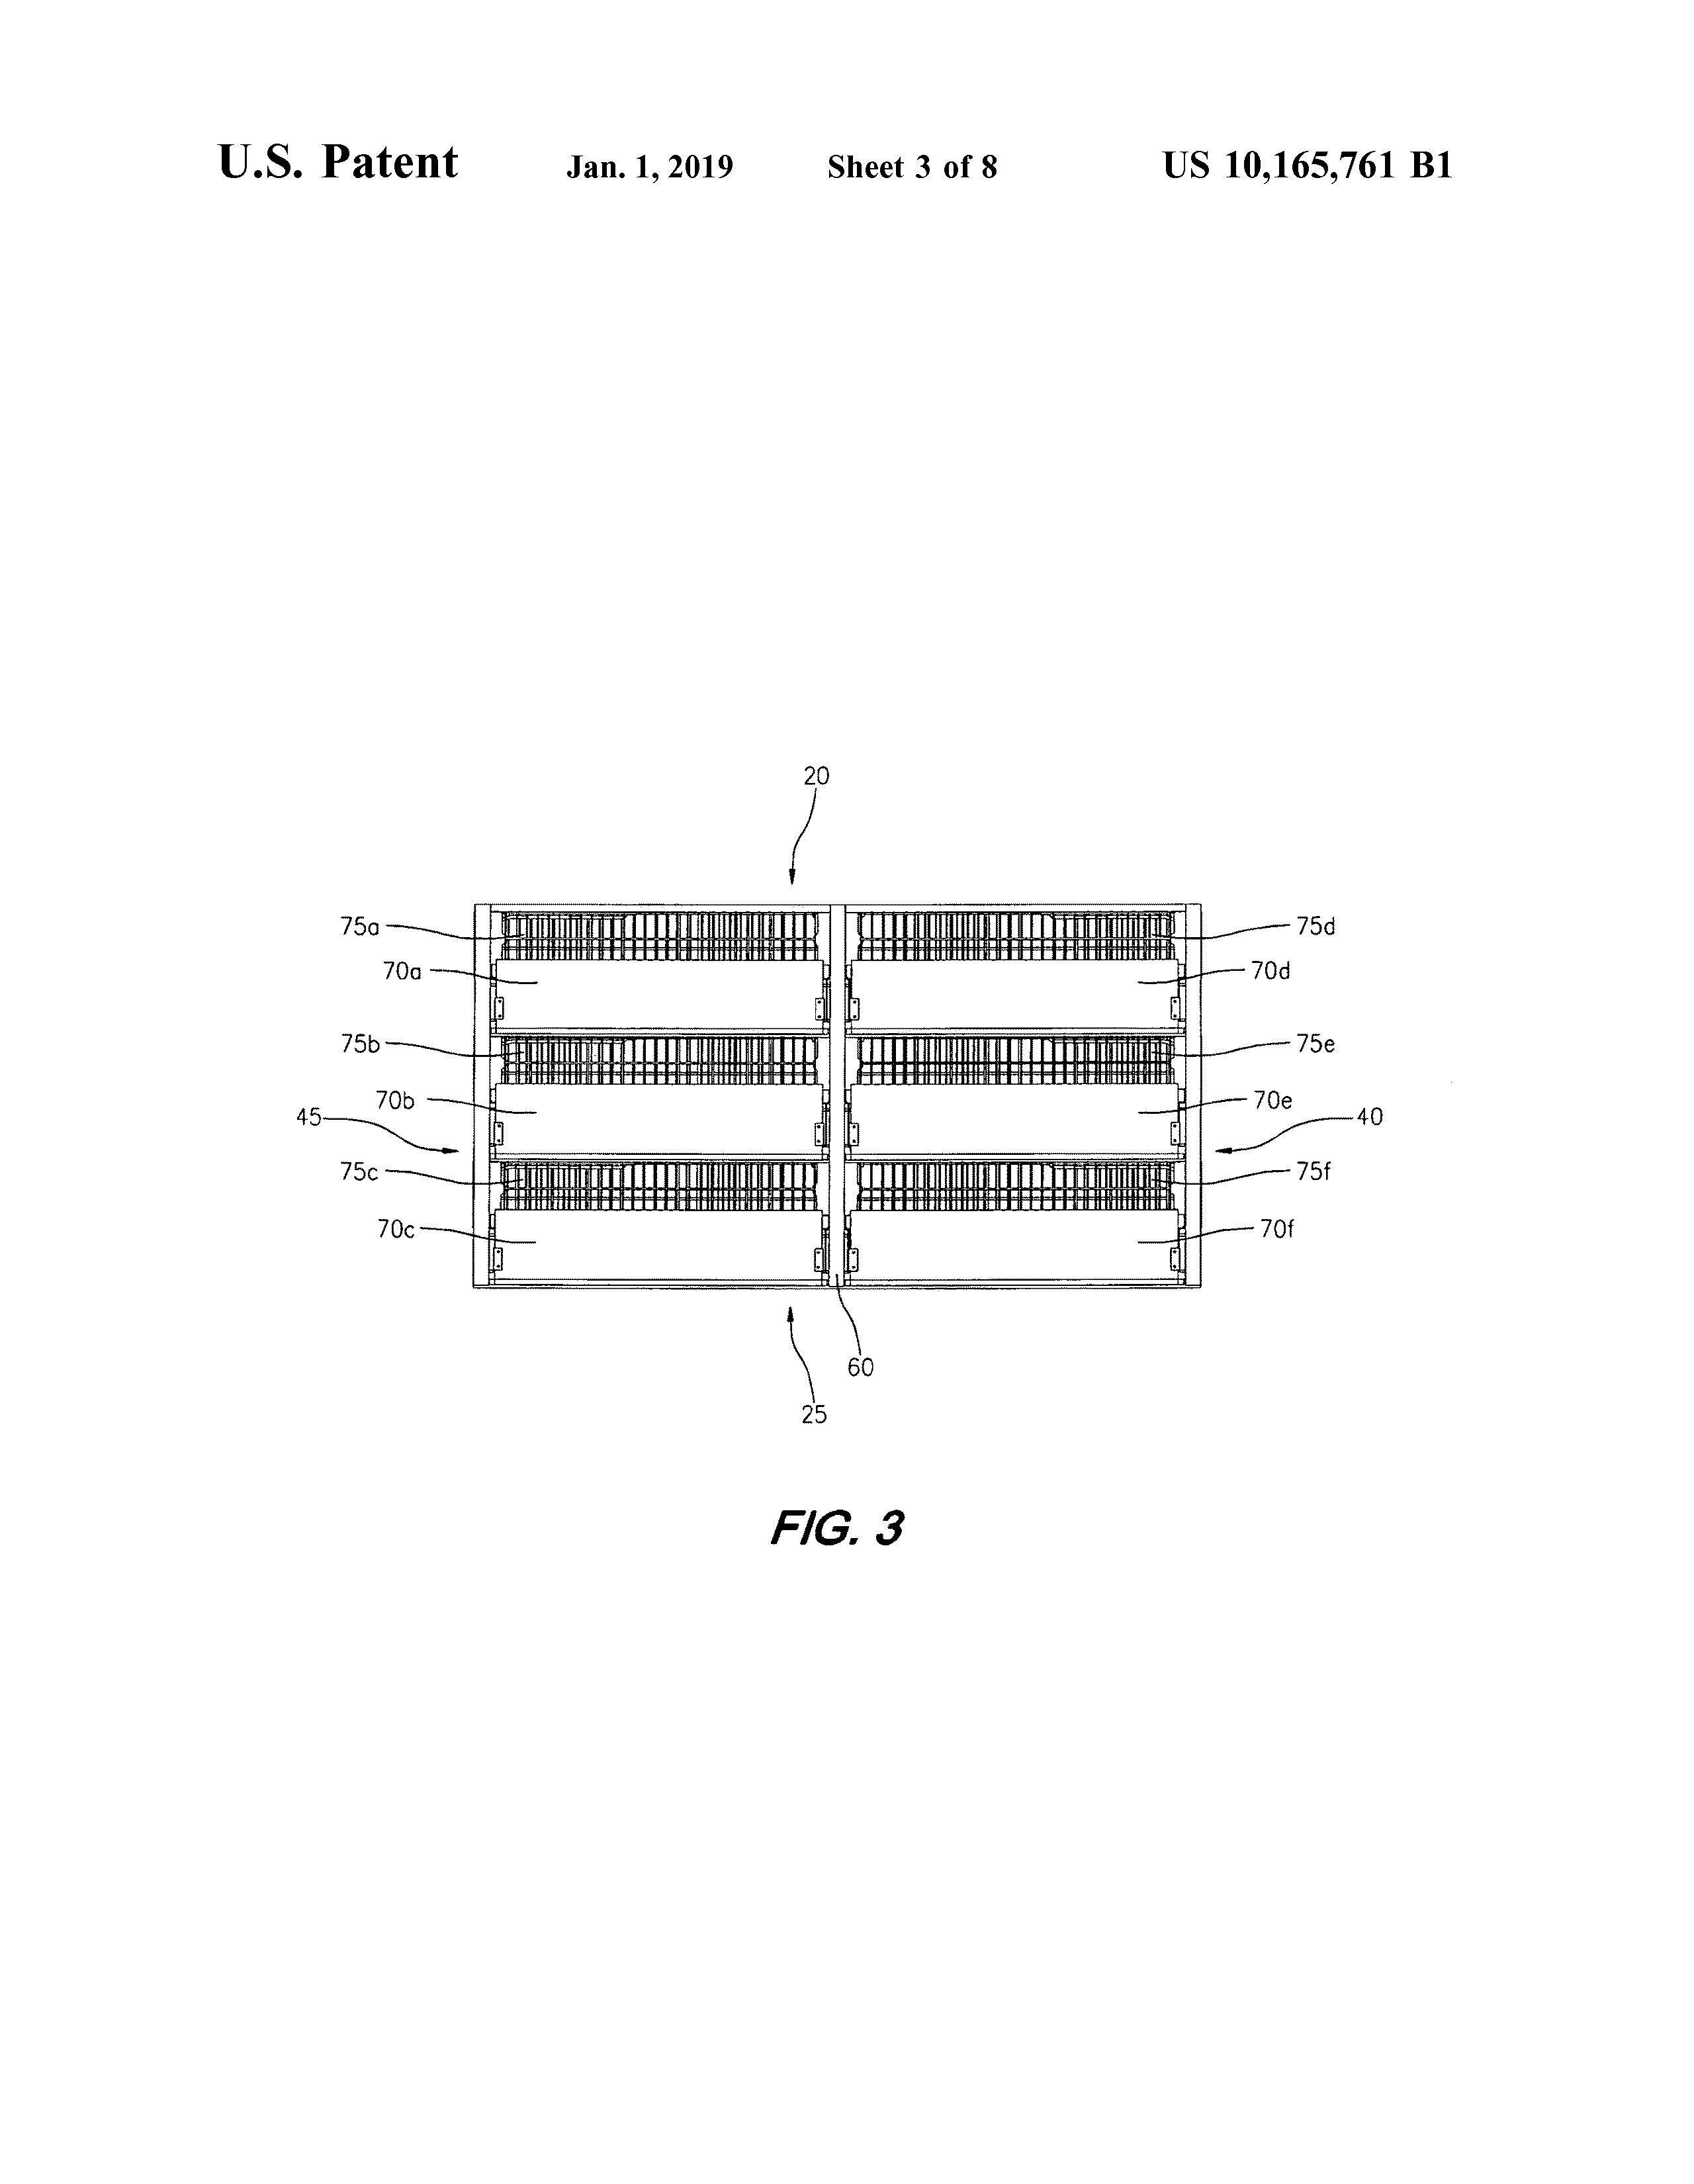 U.S. Patent Jan. 1, 2019 Sheet 3 of 8 US 10,165,761 B1
20
75a 75d
70a 70d
75b 75e
70b 70e
45 40
75c 75f
70c 70f
60
25
FIG. 3